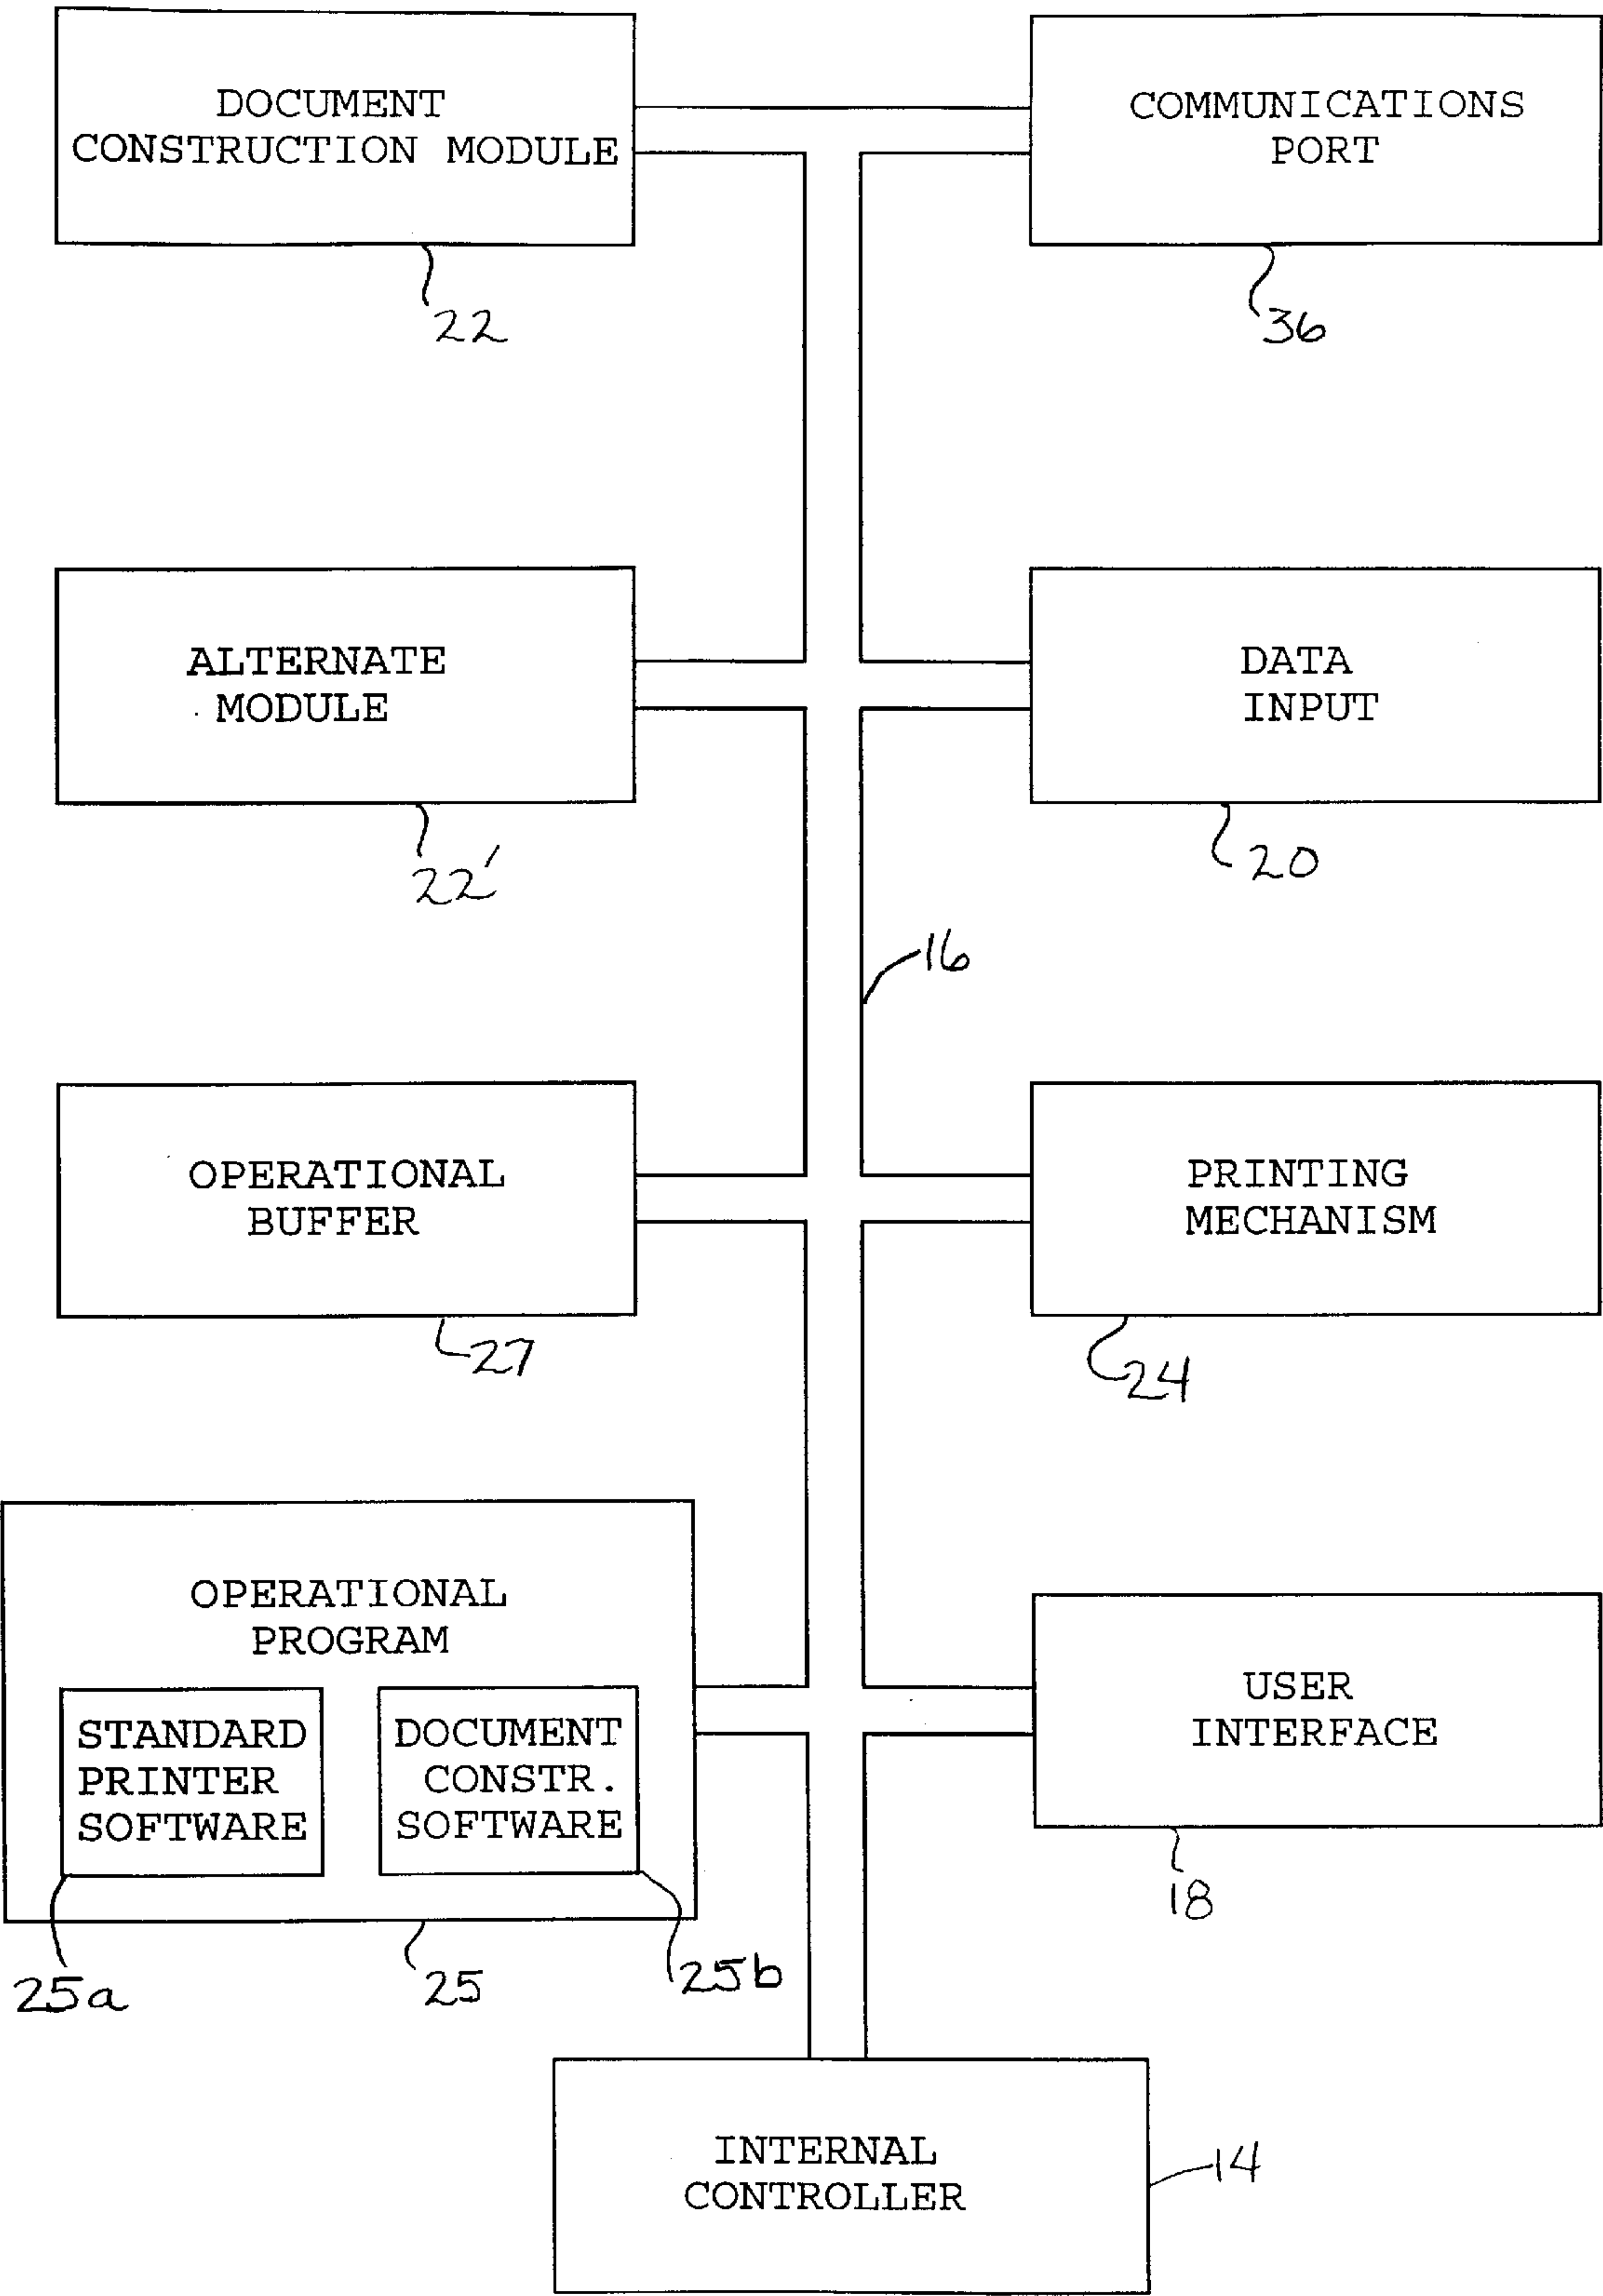 DOCUMENT
CONSTRUCTION MODULE
22
COMMUNICATIONS
PORT
36
ALTERNATE
MODULE
22'
DATA
INPUT
20
16
OPERATIONAL
BUFFER
27
PRINTING
MECHANISM
24
OPERATIONAL
PROGRAM
STANDARD
PRINTER
SOFTWARE
25a
DOCUMENT
CONSTR.
SOFTWARE
25b
25
USER
INTERFACE
18
INTERNAL
CONTROLLER
14